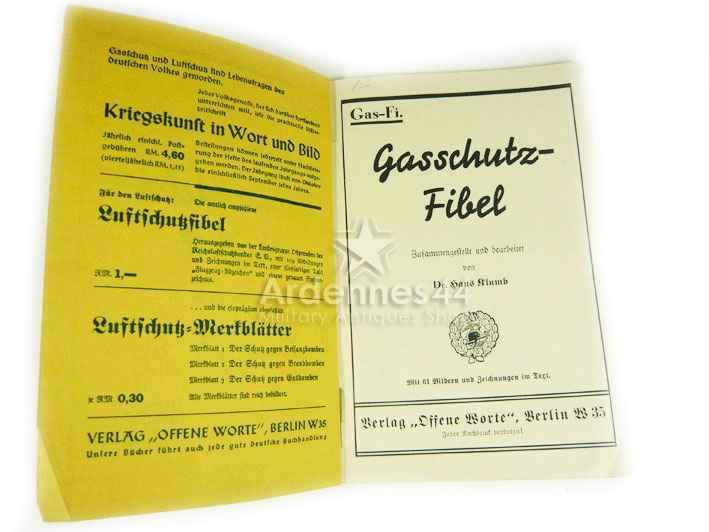 Gasschutz und Luftschutz sind Lebensfragen des
deutschen Volkes geworden.
Jeder Volksgenosse, der sich darüber fortlaufend
unterrichten will, lese die prachtvolle Bilder-
zeitschrift
Kriegskunst in Wort und Bild
Jährlich einschl. Post-
gebühren RM. 4,60
(vierteljährlich RM. 1,15)
Bestellungen können jederzeit unter Nachliefe-
rung der Hefte des laufenden Jahrgangs aufge-
geben werden. Der Jahrgang läuft von Oktober
bis einschließlich September jedes Jahres.
Für den Luftschutz: Die amtlich empfohlene
Luftschutzfibel
Herausgegeben von der Landesgruppe Ostpreußen des
Reichsluftschutzbundes E. V., mit 109 Abbildungen
und Zeichnungen im Text, einer Tafel
„Flugzeug-Abzeichen" und einem genauen Sachver-
zeichnis.
RM. 1,—
... und die einprägsam abgefaßten
Luftschutz-Merkblätter
Merkblatt 1: Der Schutz gegen Brisanzbomben
Merkblatt 2: Der Schutz gegen Brandbomben
Merkblatt 3: Der Schutz gegen Gasbomben
je RM 0,30 Alle Merkblätter sind reich bebildert.
VERLAG „OFFENE WORTE", BERLIN W35
Unsere Bücher führt auch jede gute deutsche Buchhandlung
Gas-Fi.
Gasschutz-
Fibel
Zusammengestellt und bearbeitet
von
Dr. Hans Klumb
Mit 61 Bildern und Zeichnungen im Text.
Verlag „Offene Worte", Berlin W 35
Jeder Nachdruck verboten!
Ardennes44
Military Antiques Shop